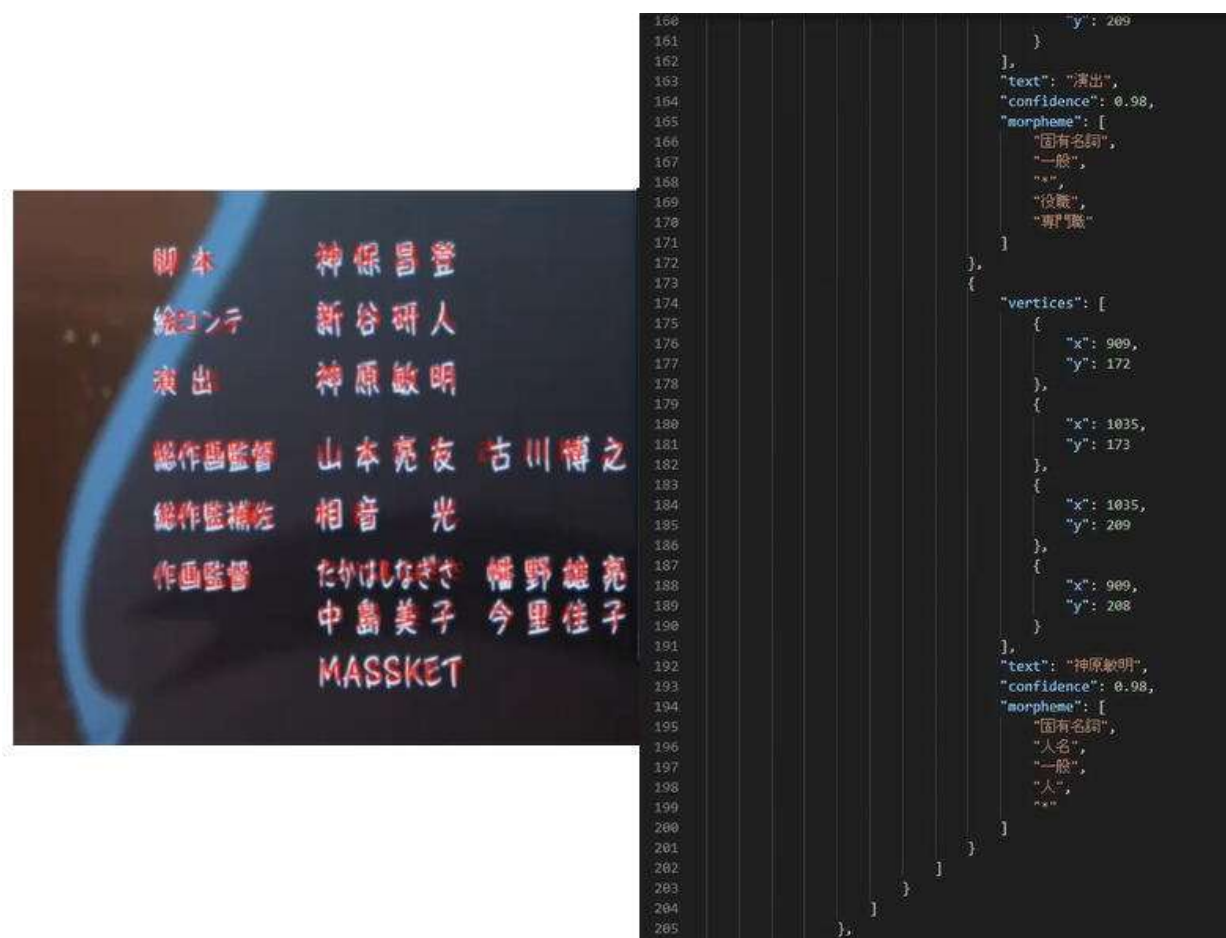 脚本 神保昌登
絵コンテ 新谷研人
演出 神原敏明
総作画監督 山本亮友 古川博之
総作監補佐 相音 光
作画監督 たかはしなぎさ 幡野雄亮
中島美子 今里佳子
MASSKET
160 "y": 209
161 }
162 ],
163 "text": "演出",
164 "confidence": 0.98,
165 "morpheme": [
166 "固有名詞",
167 "一般",
168 "*",
169 "役職",
170 "専門職"
171 ]
172 },
173 {
174 "vertices": [
175 {
176 "x": 909,
177 "y": 172
178 },
179 {
180 "x": 1035,
181 "y": 173
182 },
183 {
184 "x": 1035,
185 "y": 209
186 },
187 {
188 "x": 909,
189 "y": 208
190 }
191 ],
192 "text": "神原敏明",
193 "confidence": 0.98,
194 "morpheme": [
195 "固有名詞",
196 "人名",
197 "一般",
198 "人",
199 "*"
200 ]
201 }
202 ]
203 }
204 ]
205 },